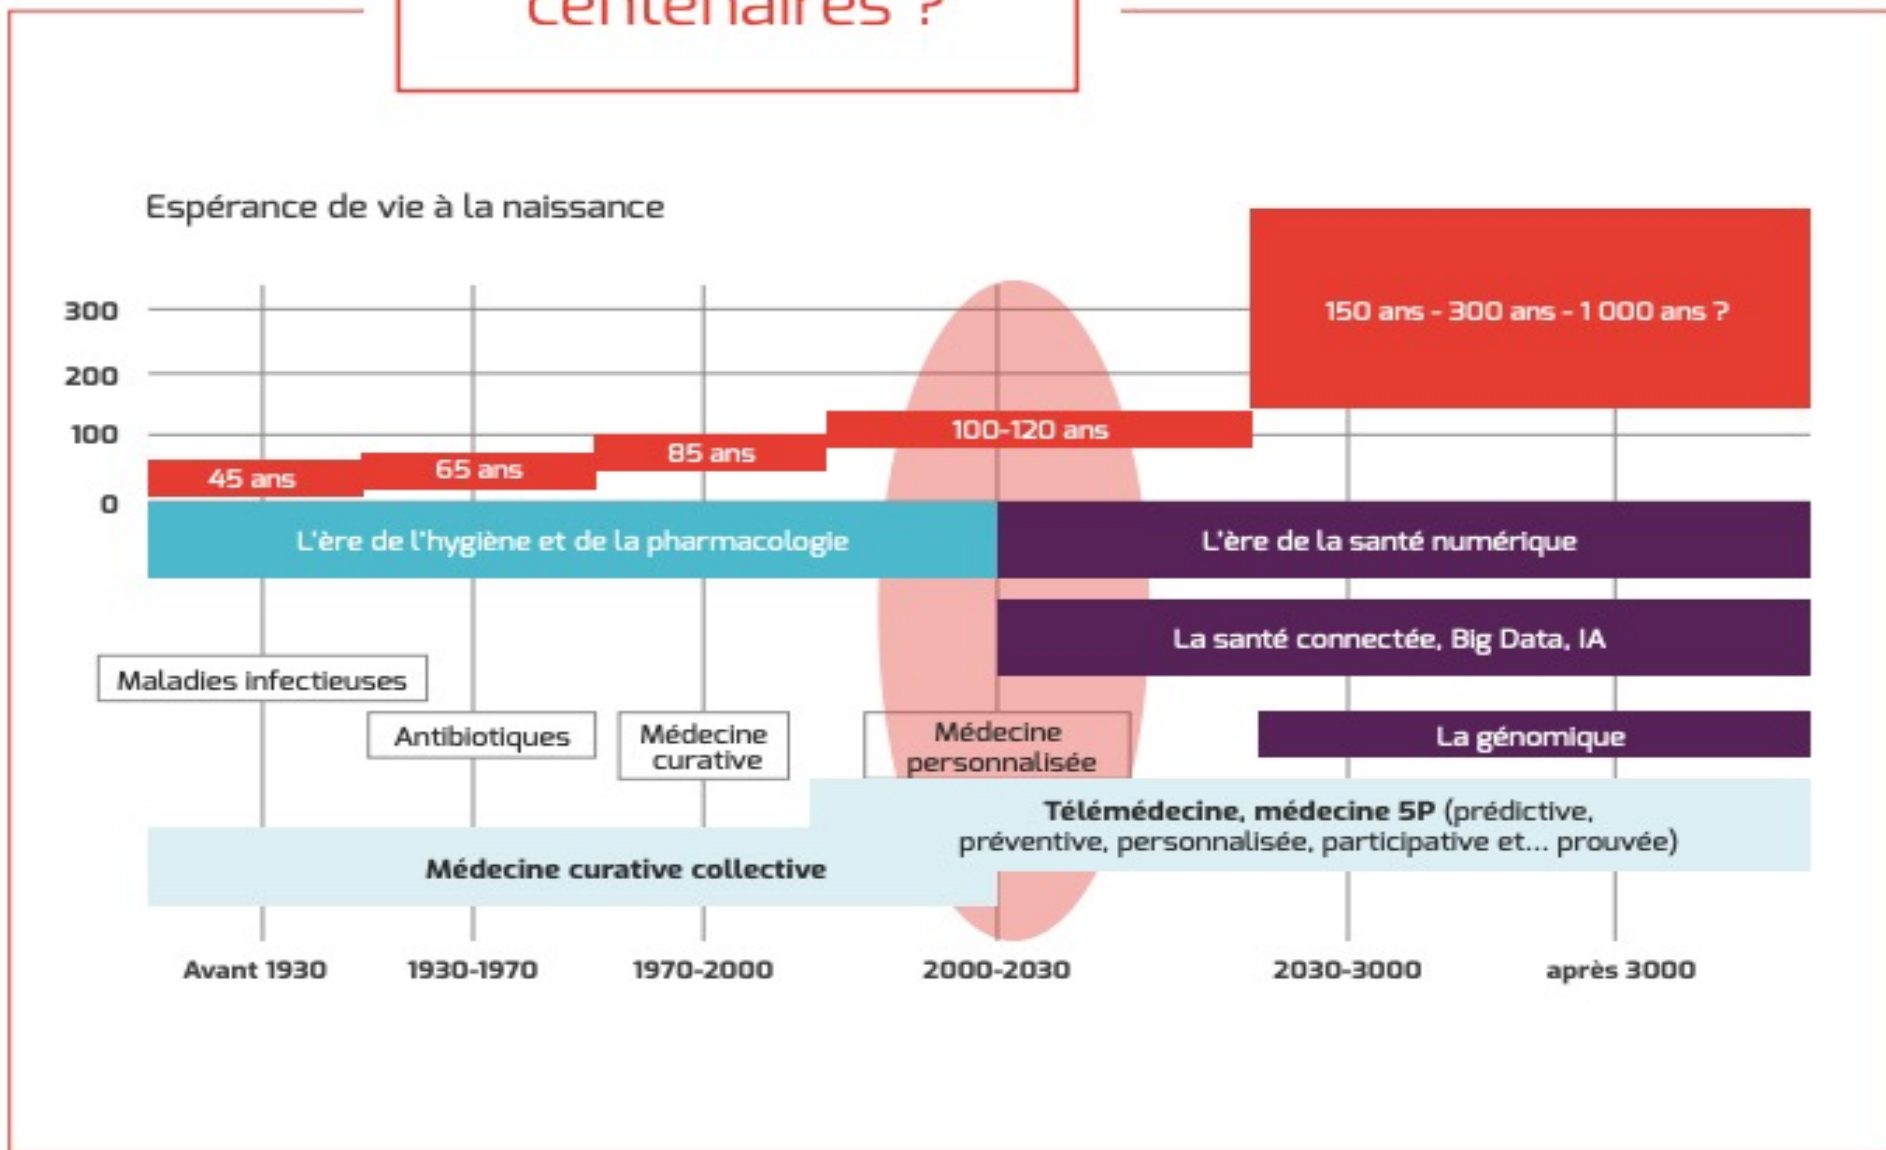 centenaires ?
Espérance de vie à la naissance
300
200
100
0
150 ans - 300 ans - 1 000 ans ?
100-120 ans
85 ans
65 ans
45 ans
L'ère de l'hygiène et de la pharmacologie
L'ère de la santé numérique
La santé connectée, Big Data, IA
Maladies infectieuses
Antibiotiques
Médecine
curative
Médecine
personnalisée
La génomique
Télémédecine, médecine 5P (prédictive,
préventive, personnalisée, participative et... prouvée)
Médecine curative collective
Avant 1930
1930-1970
1970-2000
2000-2030
2030-3000
après 3000